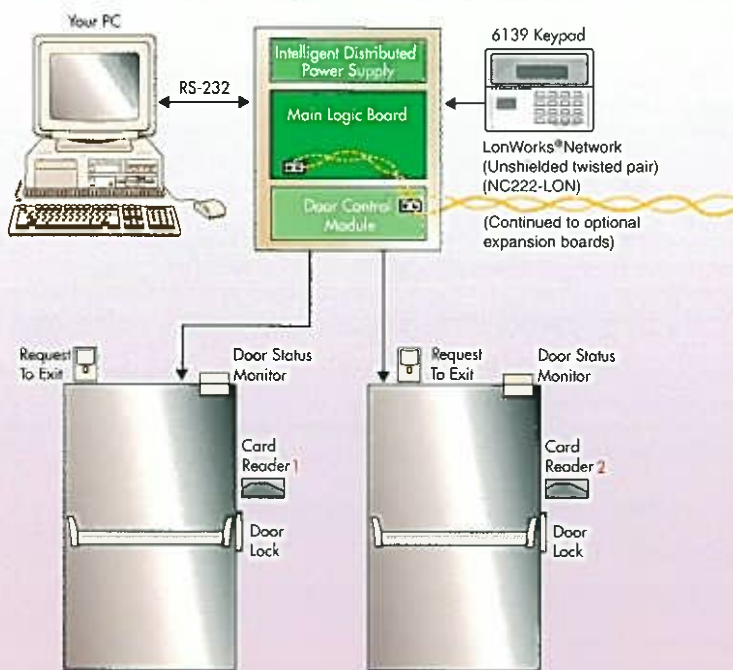 Your PC
RS-232
Intelligent Distributed
Power Supply
Main Logic Board
Door Control
Module
6139 Keypad
LonWorks®Network
(Unshielded twisted pair)
(NC222-LON)
(Continued to optional
expansion boards)
Request
To Exit
Door Status
Monitor
Card
Reader 1
Door
Lock
Request
To Exit
Door Status
Monitor
Card
Reader 2
Door
Lock